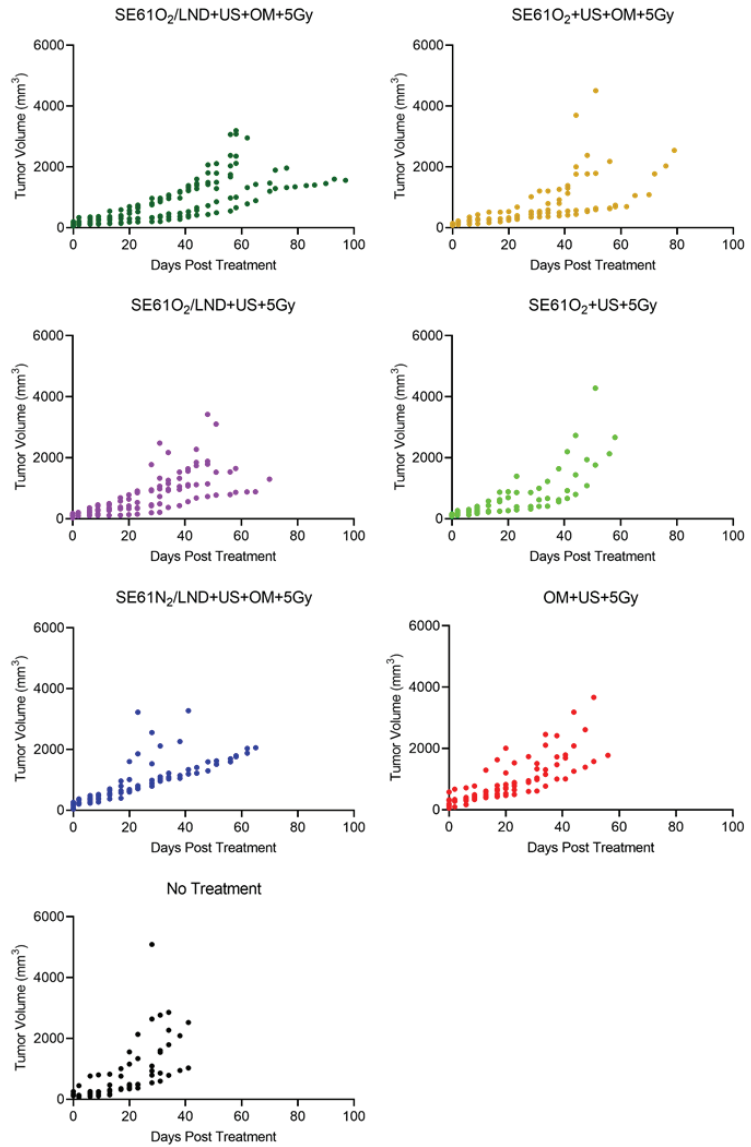 SE61O₂/LND+US+OM+5Gy
6000
4000
2000
0
Tumor Volume (mm³)
0 20 40 60 80 100
Days Post Treatment
SE61O₂+US+OM+5Gy
6000
4000
2000
0
Tumor Volume (mm³)
0 20 40 60 80 100
Days Post Treatment
SE61O₂/LND+US+5Gy
6000
4000
2000
0
Tumor Volume (mm³)
0 20 40 60 80 100
Days Post Treatment
SE61O₂+US+5Gy
6000
4000
2000
0
Tumor Volume (mm³)
0 20 40 60 80 100
Days Post Treatment
SE61N₂/LND+US+OM+5Gy
6000
4000
2000
0
Tumor Volume (mm³)
0 20 40 60 80 100
Days Post Treatment
OM+US+5Gy
6000
4000
2000
0
Tumor Volume (mm³)
0 20 40 60 80 100
Days Post Treatment
No Treatment
6000
4000
2000
0
Tumor Volume (mm³)
0 20 40 60 80 100
Days Post Treatment